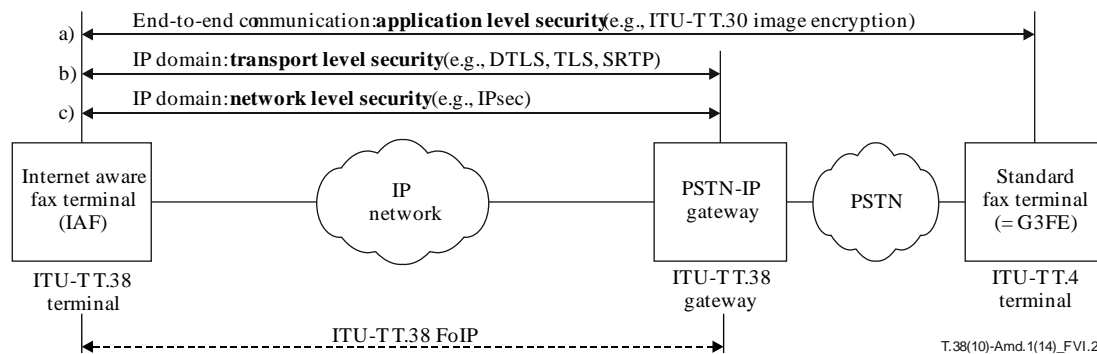 End-to-end communication: application level security (e.g., ITU-T T.30 image encryption)
a)
IP domain: transport level security (e.g., DTLS, TLS, SRTP)
b)
IP domain: network level security (e.g., IPsec)
c)
Internet aware
fax terminal
(IAF)
IP
network
PSTN-IP
gateway
PSTN
Standard
fax terminal
(= G3FE)
ITU-T T.38
terminal
ITU-T T.38
gateway
ITU-T T.4
terminal
ITU-T T.38 FoIP
T.38(10)-Amd.1(14)_FVI.2